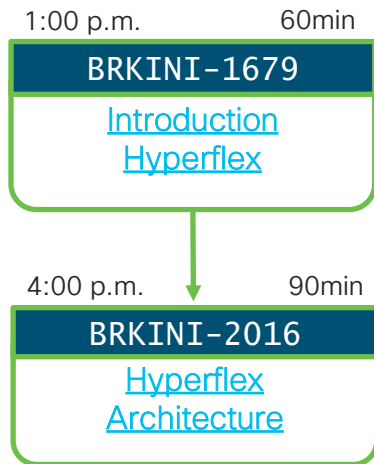 1:00 p.m. 60min
BRKINI-1679
Introduction
Hyperflex
4:00 p.m. 90min
BRKINI-2016
Hyperflex
Architecture